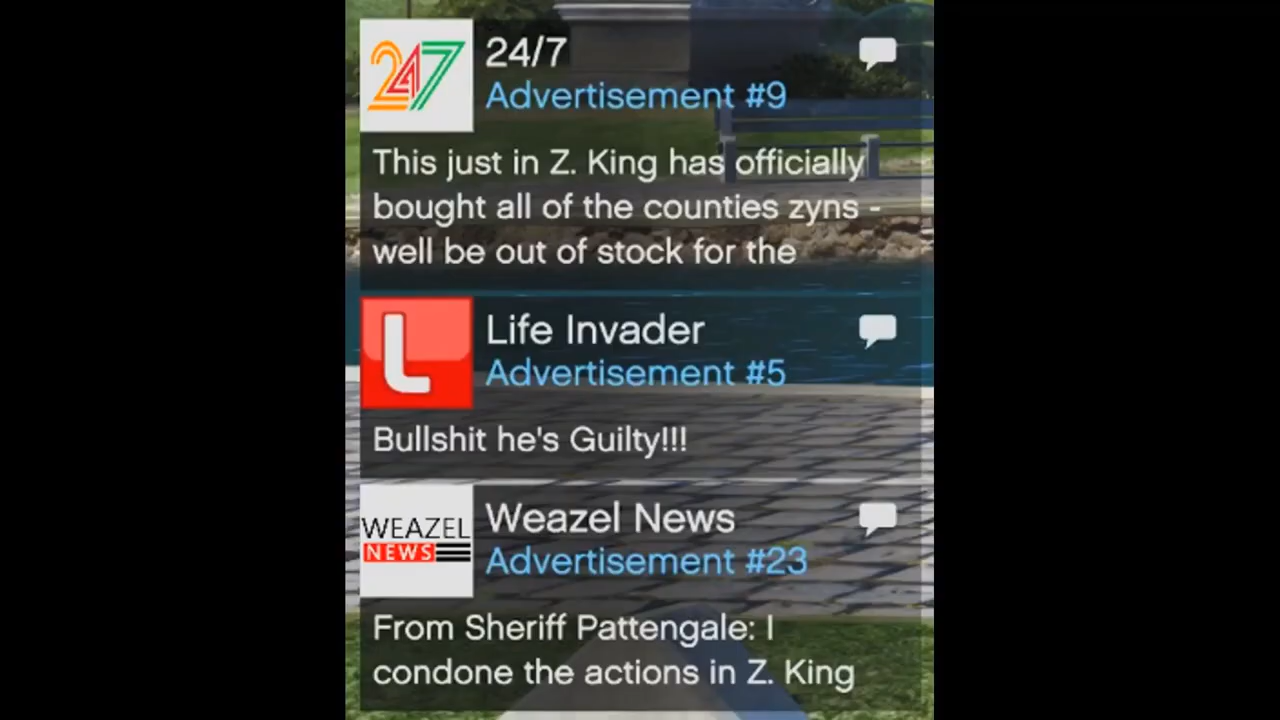 247
24/7
Advertisement #9
This just in Z. King has officially
bought all of the counties zyns -
well be out of stock for the
L
Life Invader
Advertisement #5
Bullshit he's Guilty!!!
WEAZEL
NEWS
Weazel News
Advertisement #23
From Sheriff Pattengale: I
condone the actions in Z. King